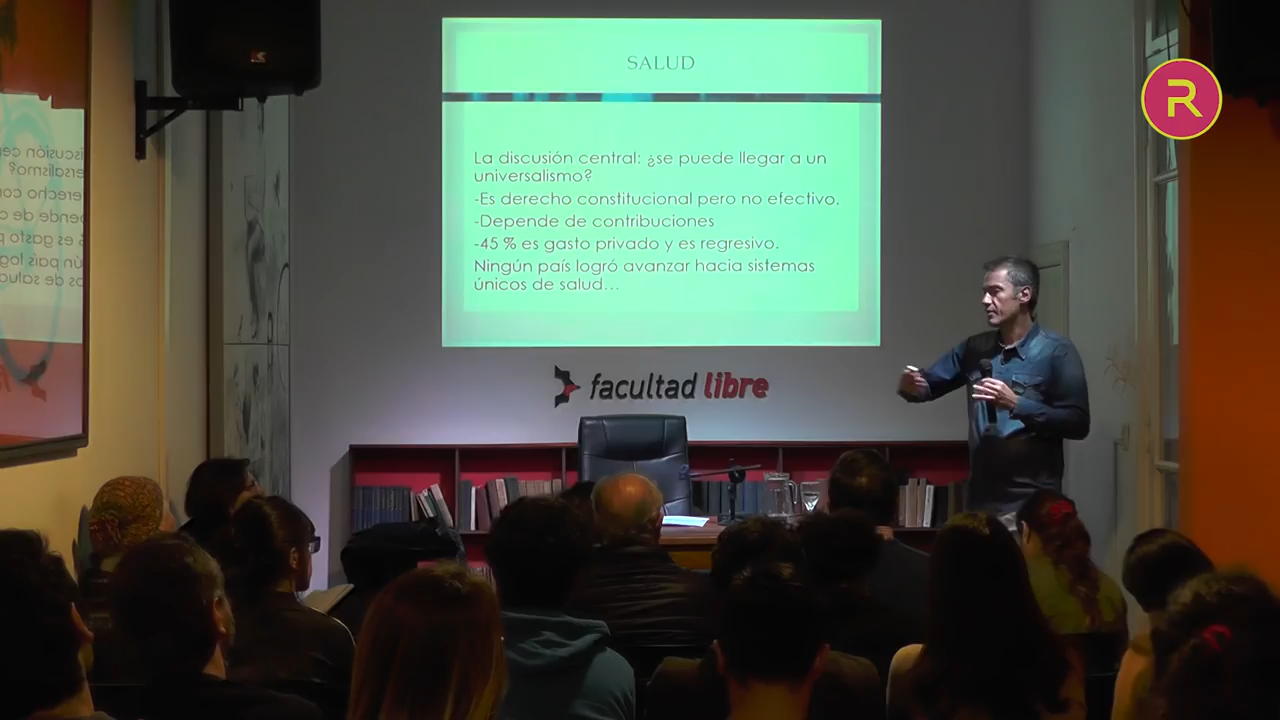 SALUD
R
La discusión central: ¿se puede llegar a un
universalismo?
-Es derecho constitucional pero no efectivo.
-Depende de contribuciones
-45 % es gasto privado y es regresivo.
Ningún país logró avanzar hacia sistemas
únicos de salud...
facultad libre